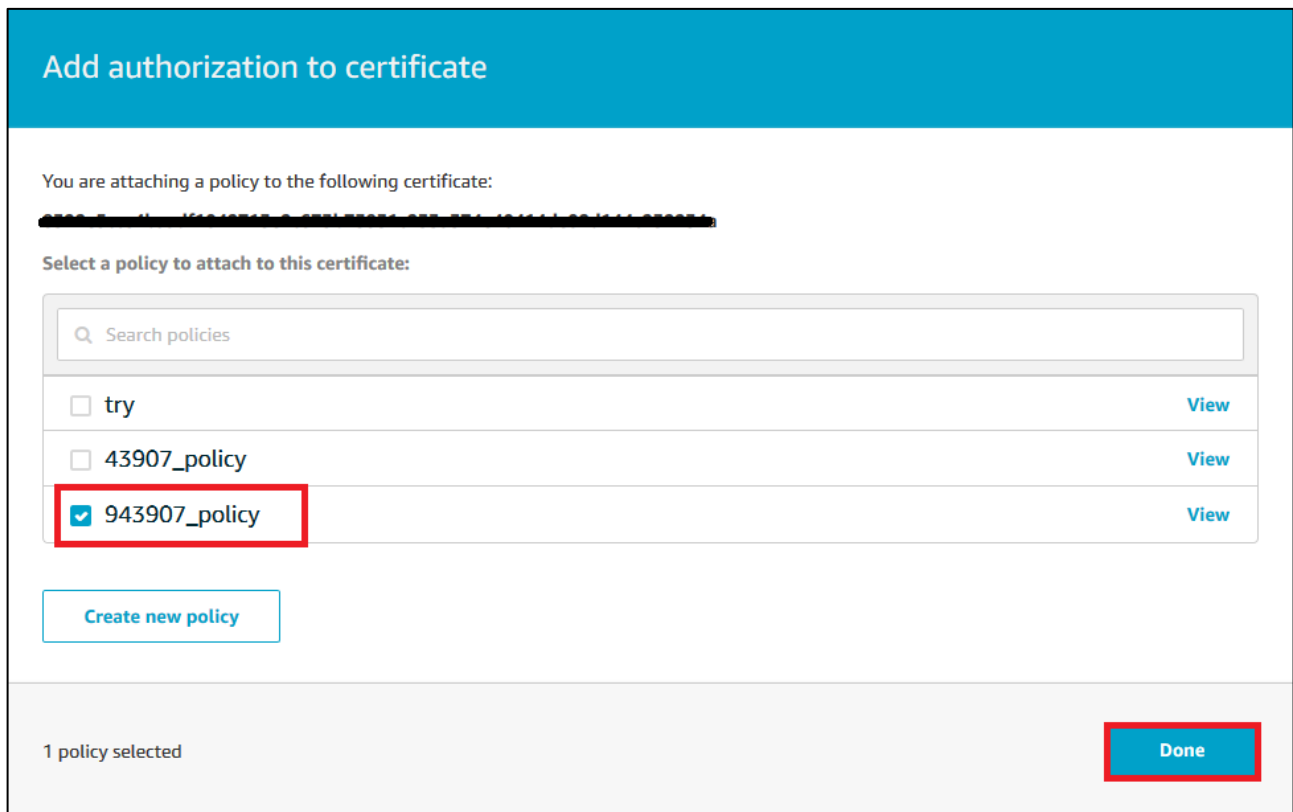 Add authorization to certificate
You are attaching a policy to the following certificate:
Select a policy to attach to this certificate:
Search policies
try View
43907_policy View
943907_policy View
Create new policy
1 policy selected Done